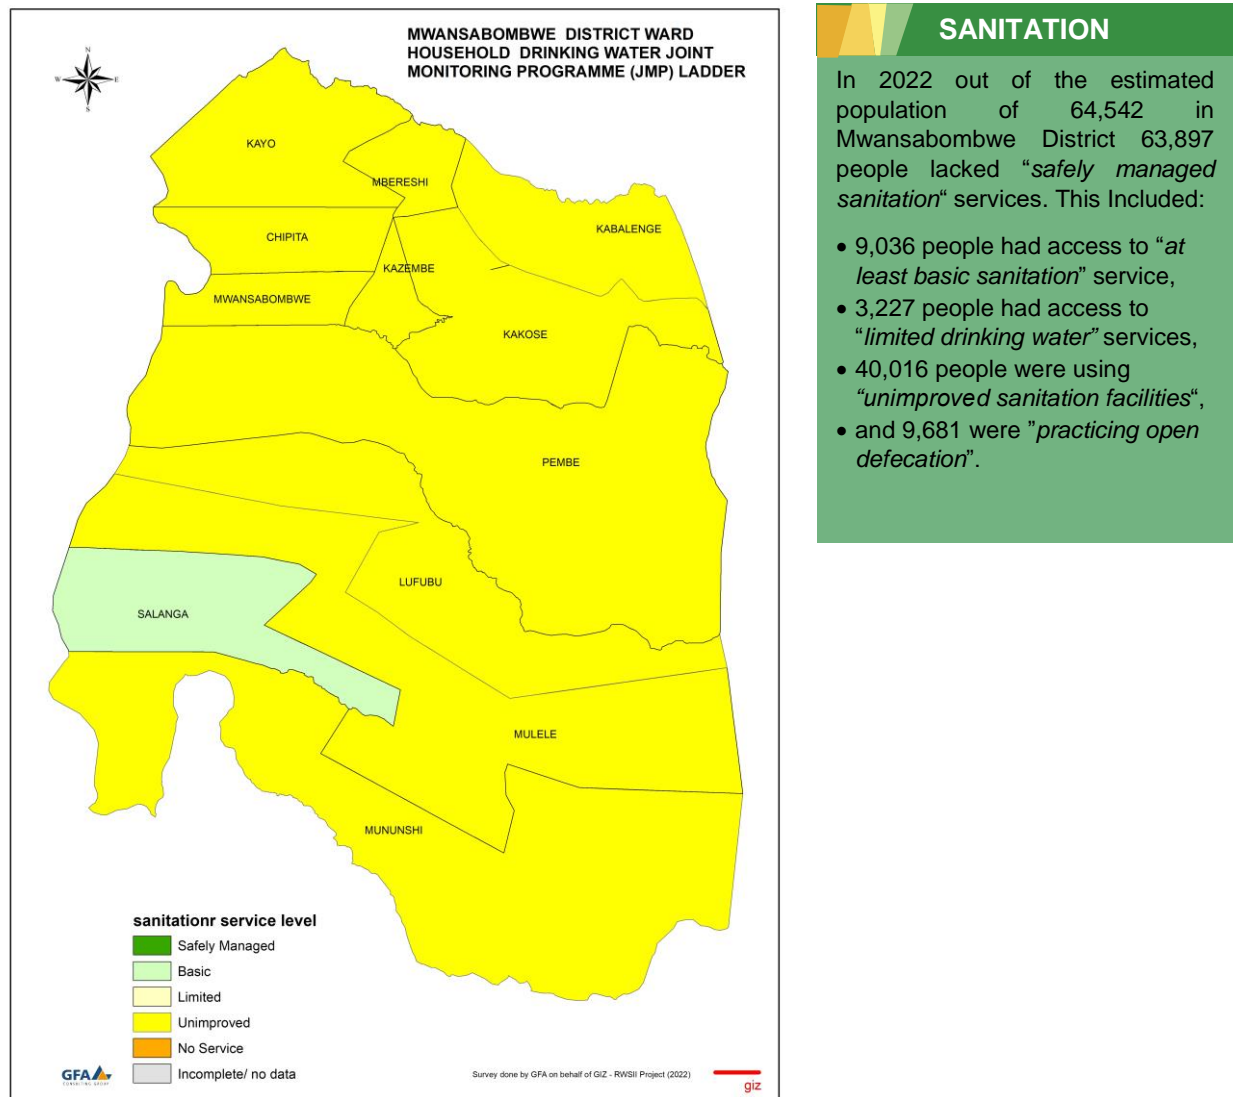 MWANSABOMBWE DISTRICT WARD
HOUSEHOLD DRINKING WATER JOINT
MONITORING PROGRAMME (JMP) LADDER
N
W
E
S
KAYO
MBERESHI
KABALENGE
CHIPITA
KAZEMBE
MWANSABOMBWE
KAKOSE
PEMBE
LUFUBU
SALANGA
MULELE
MUNUNSHI
sanitationr service level
Safely Managed
Basic
Limited
Unimproved
No Service
Incomplete/ no data
GFA
CONSULTING GROUP
Survey done by GFA on behalf of GIZ - RWSII Project (2022)
giz
SANITATION
In 2022 out of the estimated
population of 64,542 in
Mwansabombwe District 63,897
people lacked “safely managed
sanitation“ services. This Included:
• 9,036 people had access to “at
least basic sanitation” service,
• 3,227 people had access to
“limited drinking water” services,
• 40,016 people were using
“unimproved sanitation facilities“,
• and 9,681 were ”practicing open
defecation”.